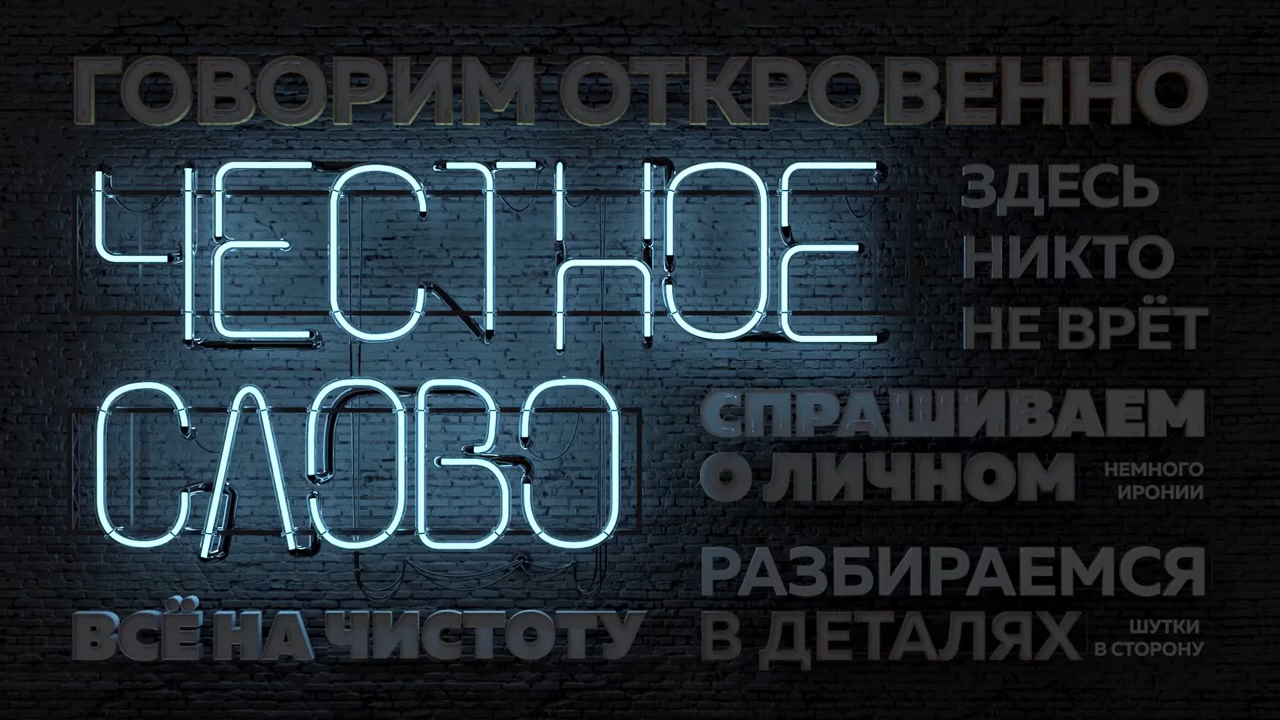 ГОВОРИМ ОТКРОВЕННО
ЧЕСТНОЕ
СЛОВО
ЗДЕСЬ
НИКТО
НЕ ВРЁТ
СПРАШИВАЕМ
О ЛИЧНОМ
НЕМНОГО
ИРОНИИ
РАЗБИРАЕМСЯ
В ДЕТАЛЯХ
ШУТКИ
В СТОРОНУ
ВСЁ НА ЧИСТОТУ